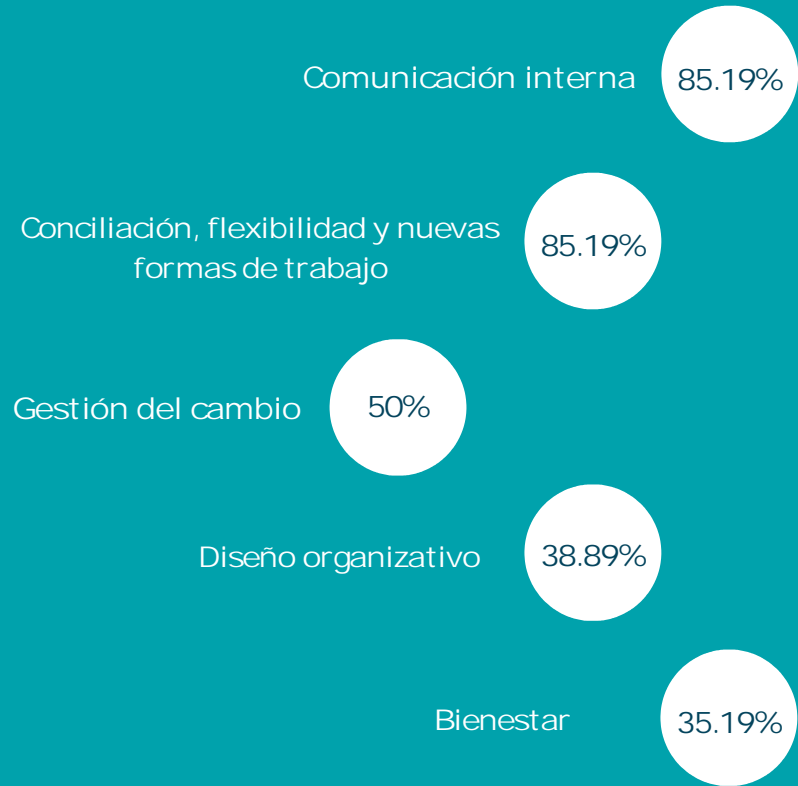 Comunicación interna 85.19%
Conciliación, flexibilidad y nuevas
formas de trabajo
85.19%
Gestión del cambio 50%
Diseño organizativo 38.89%
Bienestar 35.19%